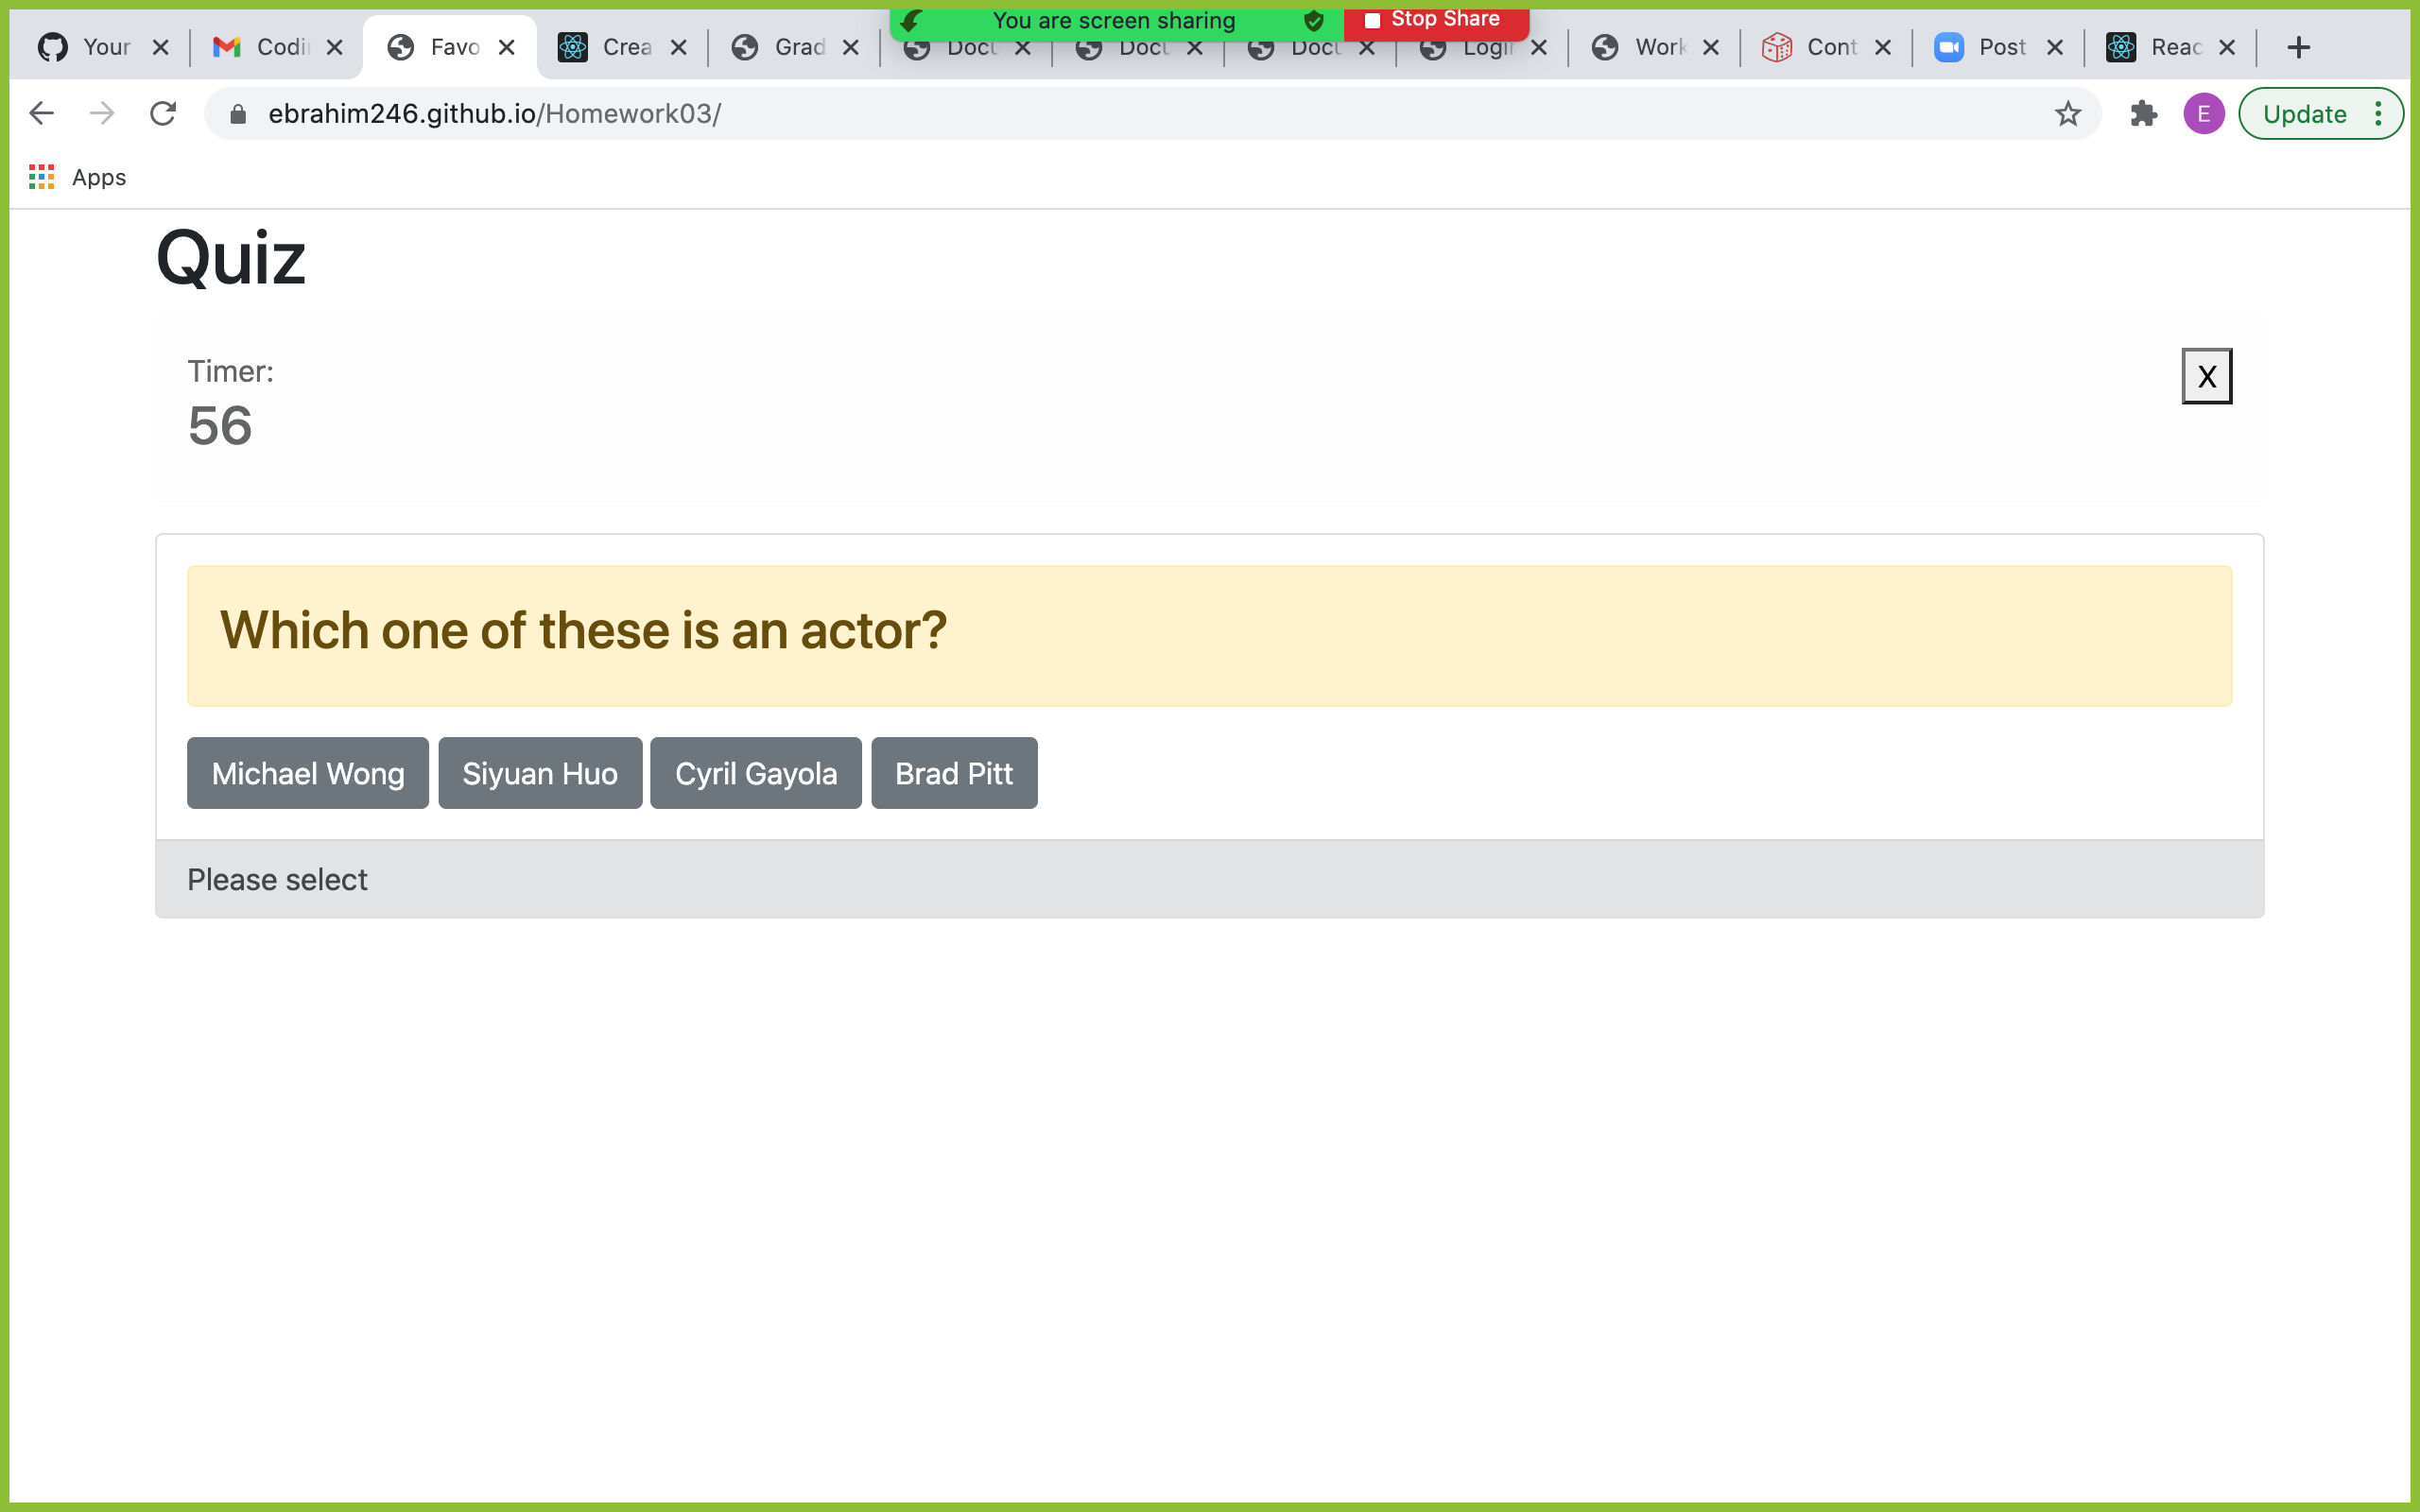 You are screen sharing Stop Share
Your Codi Favo Crea Grad Docu Docu Docu Login Work Cont Post Reac
ebrahim246.github.io/Homework03/
E
Update
Apps
Quiz
Timer:
X
56
Which one of these is an actor?
Michael Wong Siyuan Huo Cyril Gayola Brad Pitt
Please select